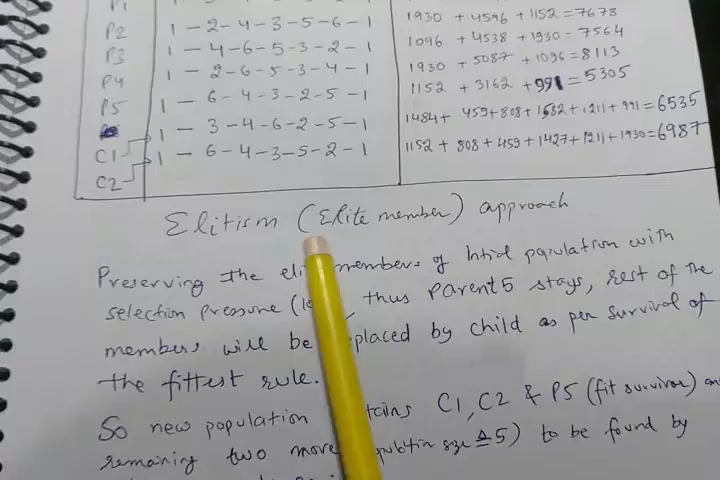 P1
P2 1 - 2 - 4 - 3 - 5 - 6 - 1 1930 + 4596 + 1152 = 7678
P3 1 - 4 - 6 - 5 - 3 - 2 - 1 1096 + 4538 + 1930 = 7564
P4 1 - 2 - 6 - 5 - 3 - 4 - 1 1930 + 5087 + 1096 = 8113
P5 1 - 6 - 4 - 3 - 2 - 5 - 1 1152 + 3162 + 991 = 5305
C1 1 - 3 - 4 - 6 - 2 - 5 - 1 1484 + 459 + 808 + 1582 + 1211 + 991 = 6535
C2 1 - 6 - 4 - 3 - 5 - 2 - 1 1152 + 808 + 459 + 1427 + 1211 + 1930 = 6987
Elitism (Elite member) approach
Preserving the members of Intial population with
selection pressure thus parent5 stays, rest of the
members will be placed by child as per survival of
the fittest rule.
So new population C1, C2 & P5 (fit survivor)
remaining two more size ≙ 5) to be found by